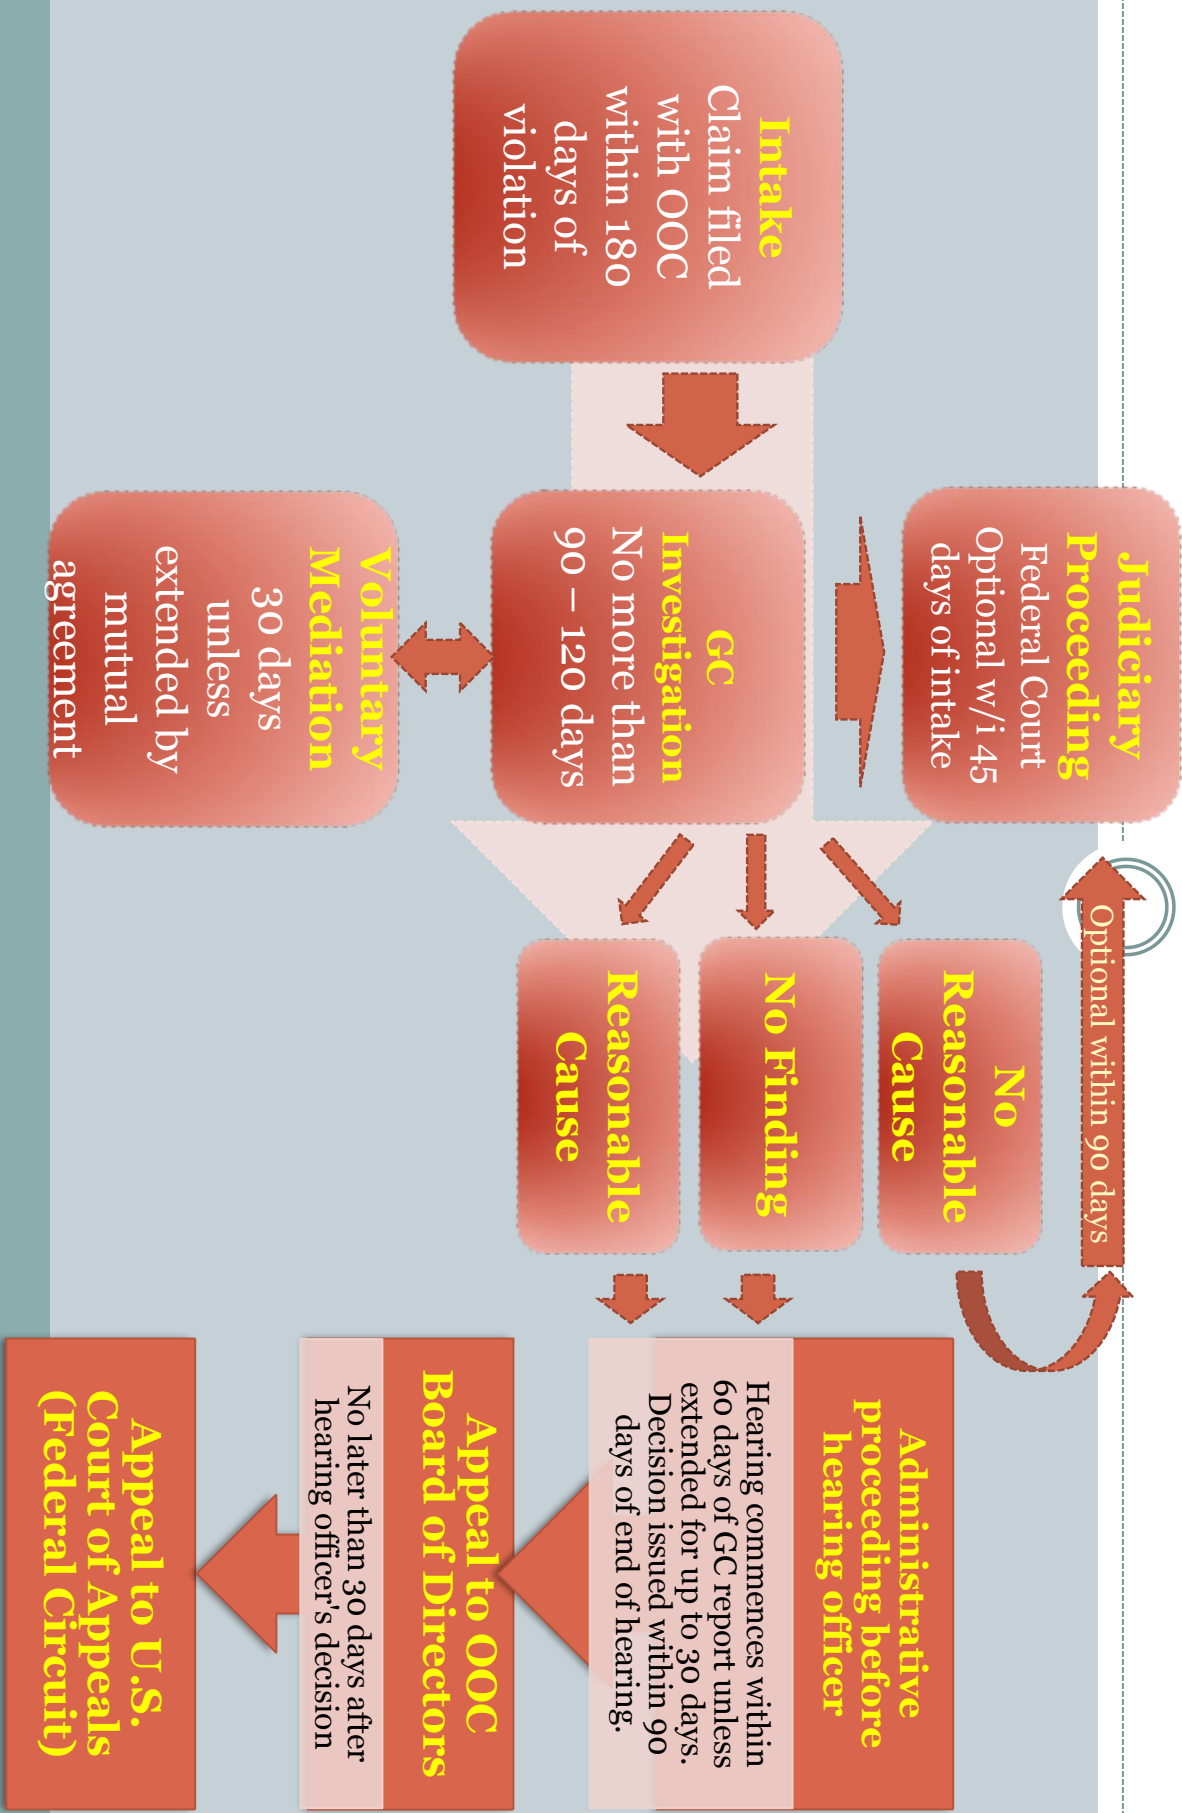 Intake
Claim filed
with OOC
within 180
days of
violation
Judiciary
Proceeding
Federal Court
Optional w/i 45
days of intake
GC
Investigation
No more than
90 – 120 days
Voluntary
Mediation
30 days
unless
extended by
mutual
agreement
Optional within 90 days
No
Reasonable
Cause
No Finding
Reasonable
Cause
Administrative
proceeding before
hearing officer
Hearing commences within
60 days of GC report unless
extended for up to 30 days.
Decision issued within 90
days of end of hearing.
Appeal to OOC
Board of Directors
No later than 30 days after
hearing officer's decision
Appeal to U.S.
Court of Appeals
(Federal Circuit)